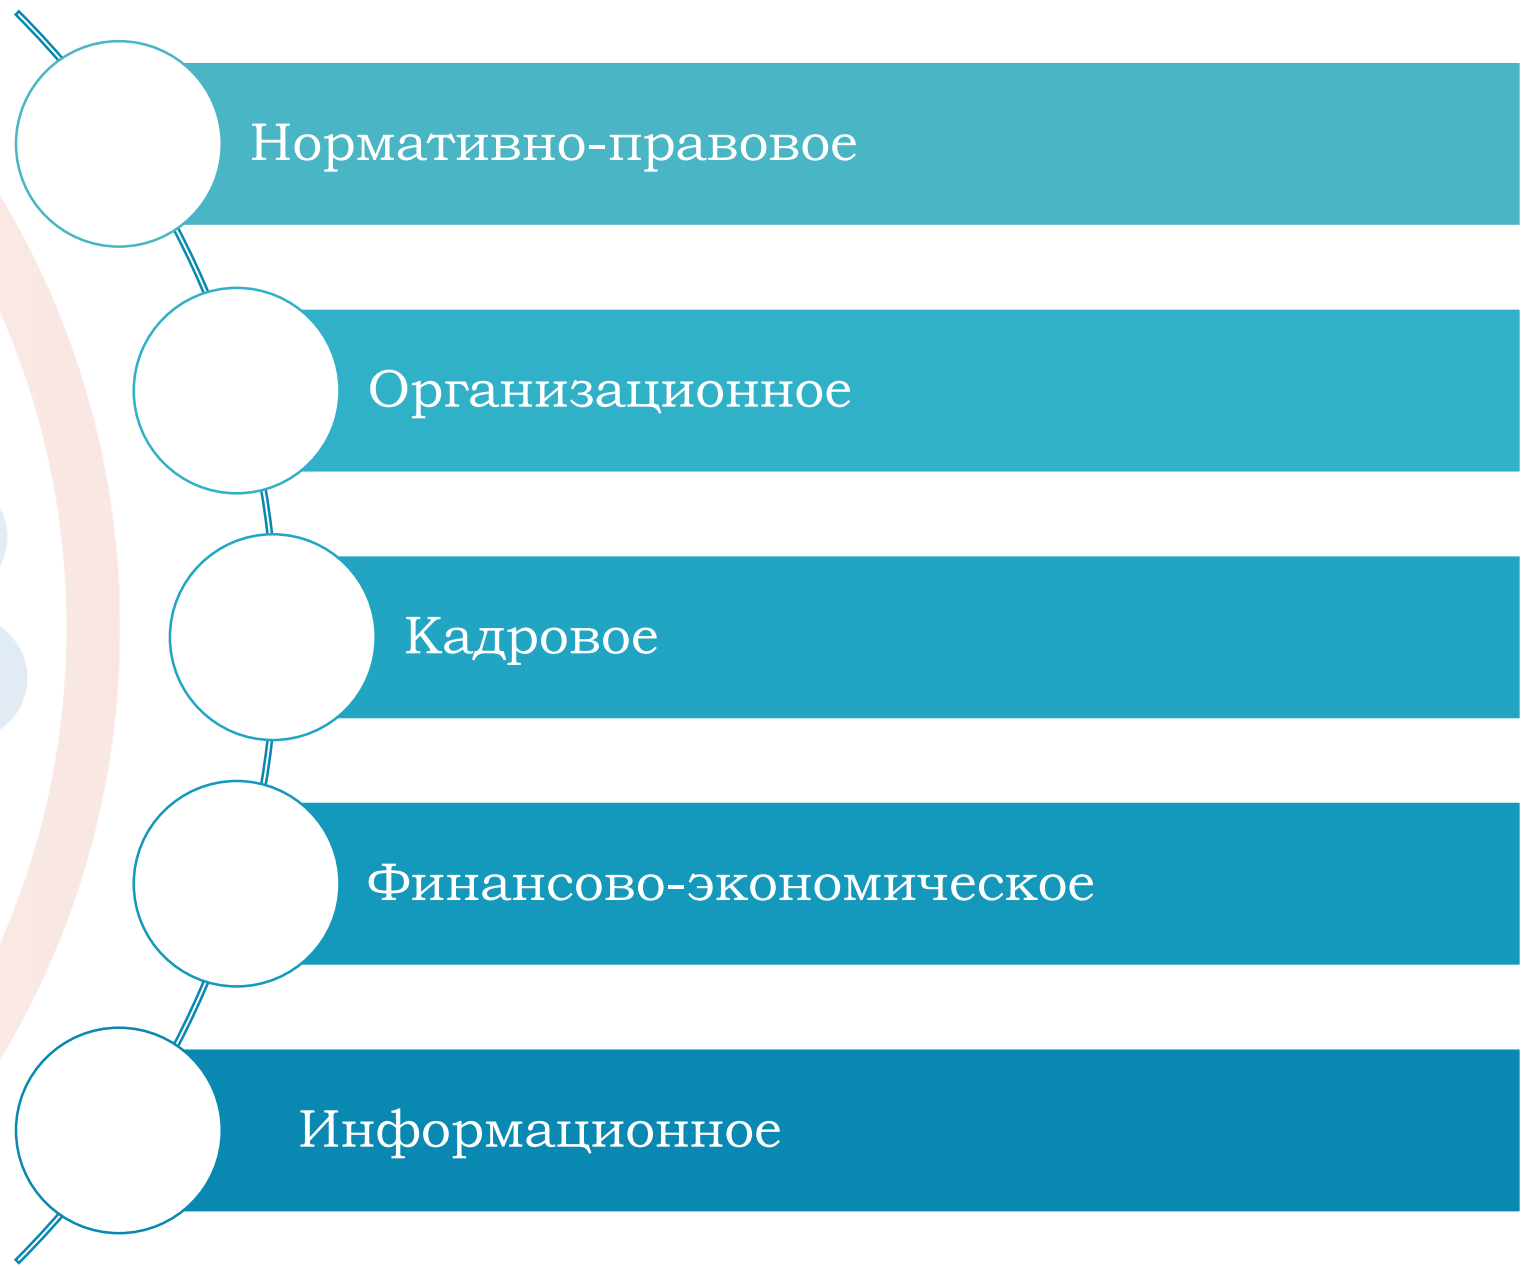 Нормативно-правовое
Организационное
Кадровое
Финансово-экономическое
Информационное